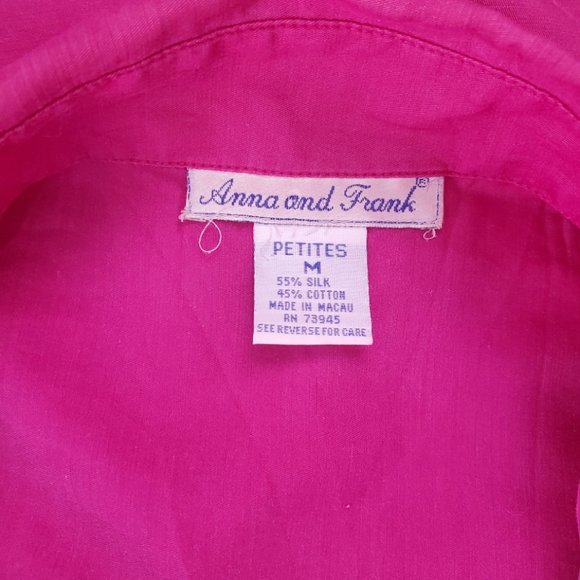 Anna and Frank®
PETITES
M
55% SILK
45% COTTON
MADE IN MACAU
RN 73945
SEE REVERSE FOR CARE